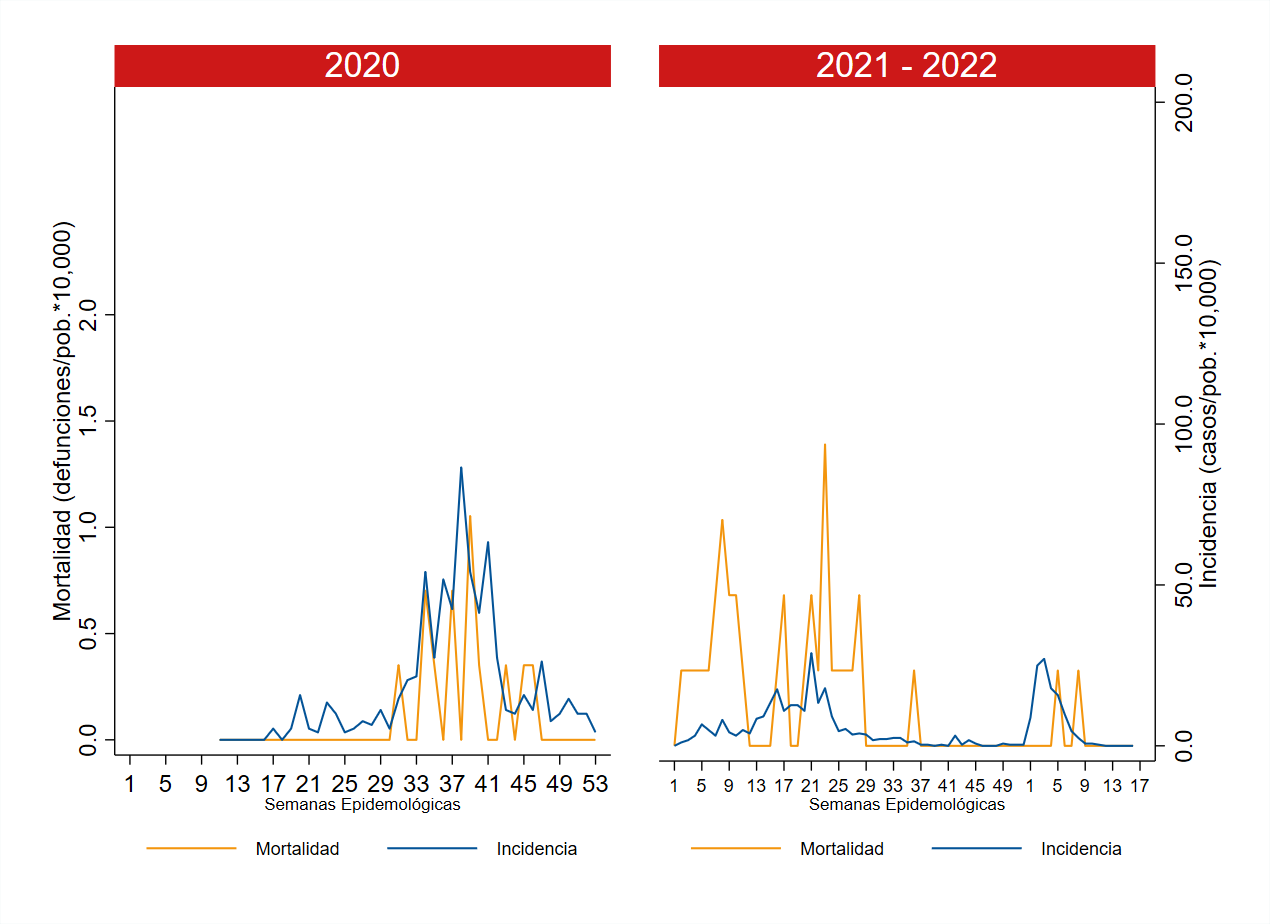 2020
2021 - 2022
Mortalidad (defunciones/pob.*10,000)
0.0 0.5 1.0 1.5 2.0
1 5 9 13 17 21 25 29 33 37 41 45 49 53
Semanas Epidemológicas
Mortalidad Incidencia
Incidencia (casos/pob.*10,000)
0.0 50.0 100.0 150.0 200.0
1 5 9 13 17 21 25 29 33 37 41 45 49 1 5 9 13 17
Semanas Epidemológicas
Mortalidad Incidencia